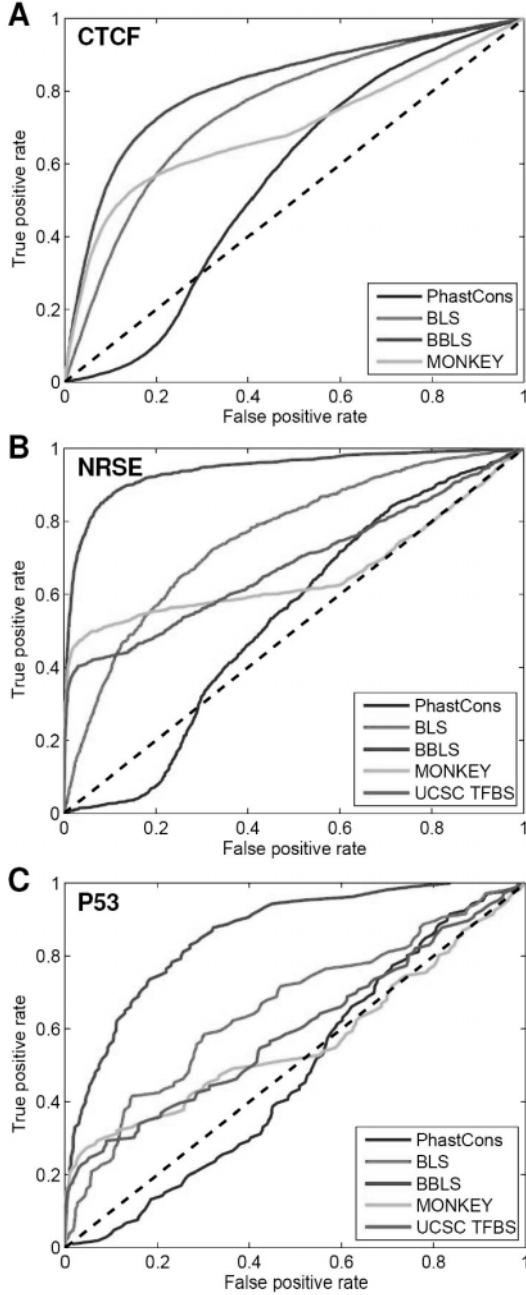 A
CTCF
1
0.8
0.6
0.4
0.2
0
True positive rate
PhastCons
BLS
BBLS
MONKEY
0 0.2 0.4 0.6 0.8 1
False positive rate
B
NRSE
1
0.8
0.6
0.4
0.2
0
True positive rate
PhastCons
BLS
BBLS
MONKEY
UCSC TFBS
0 0.2 0.4 0.6 0.8 1
False positive rate
C
P53
1
0.8
0.6
0.4
0.2
0
True positive rate
PhastCons
BLS
BBLS
MONKEY
UCSC TFBS
0 0.2 0.4 0.6 0.8 1
False positive rate